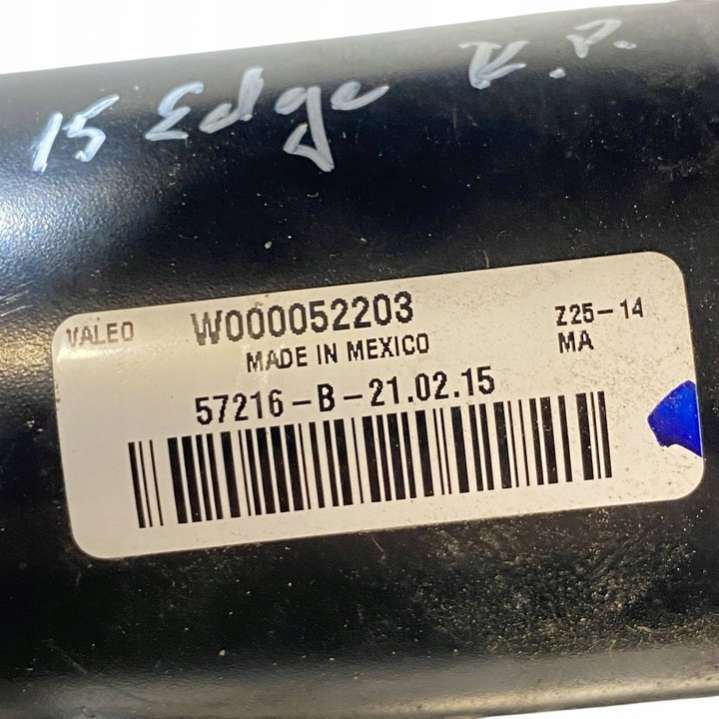 15 Edge R.P.
VALEO W000052203 Z25-14
MADE IN MEXICO MA
57216-B-21.02.15